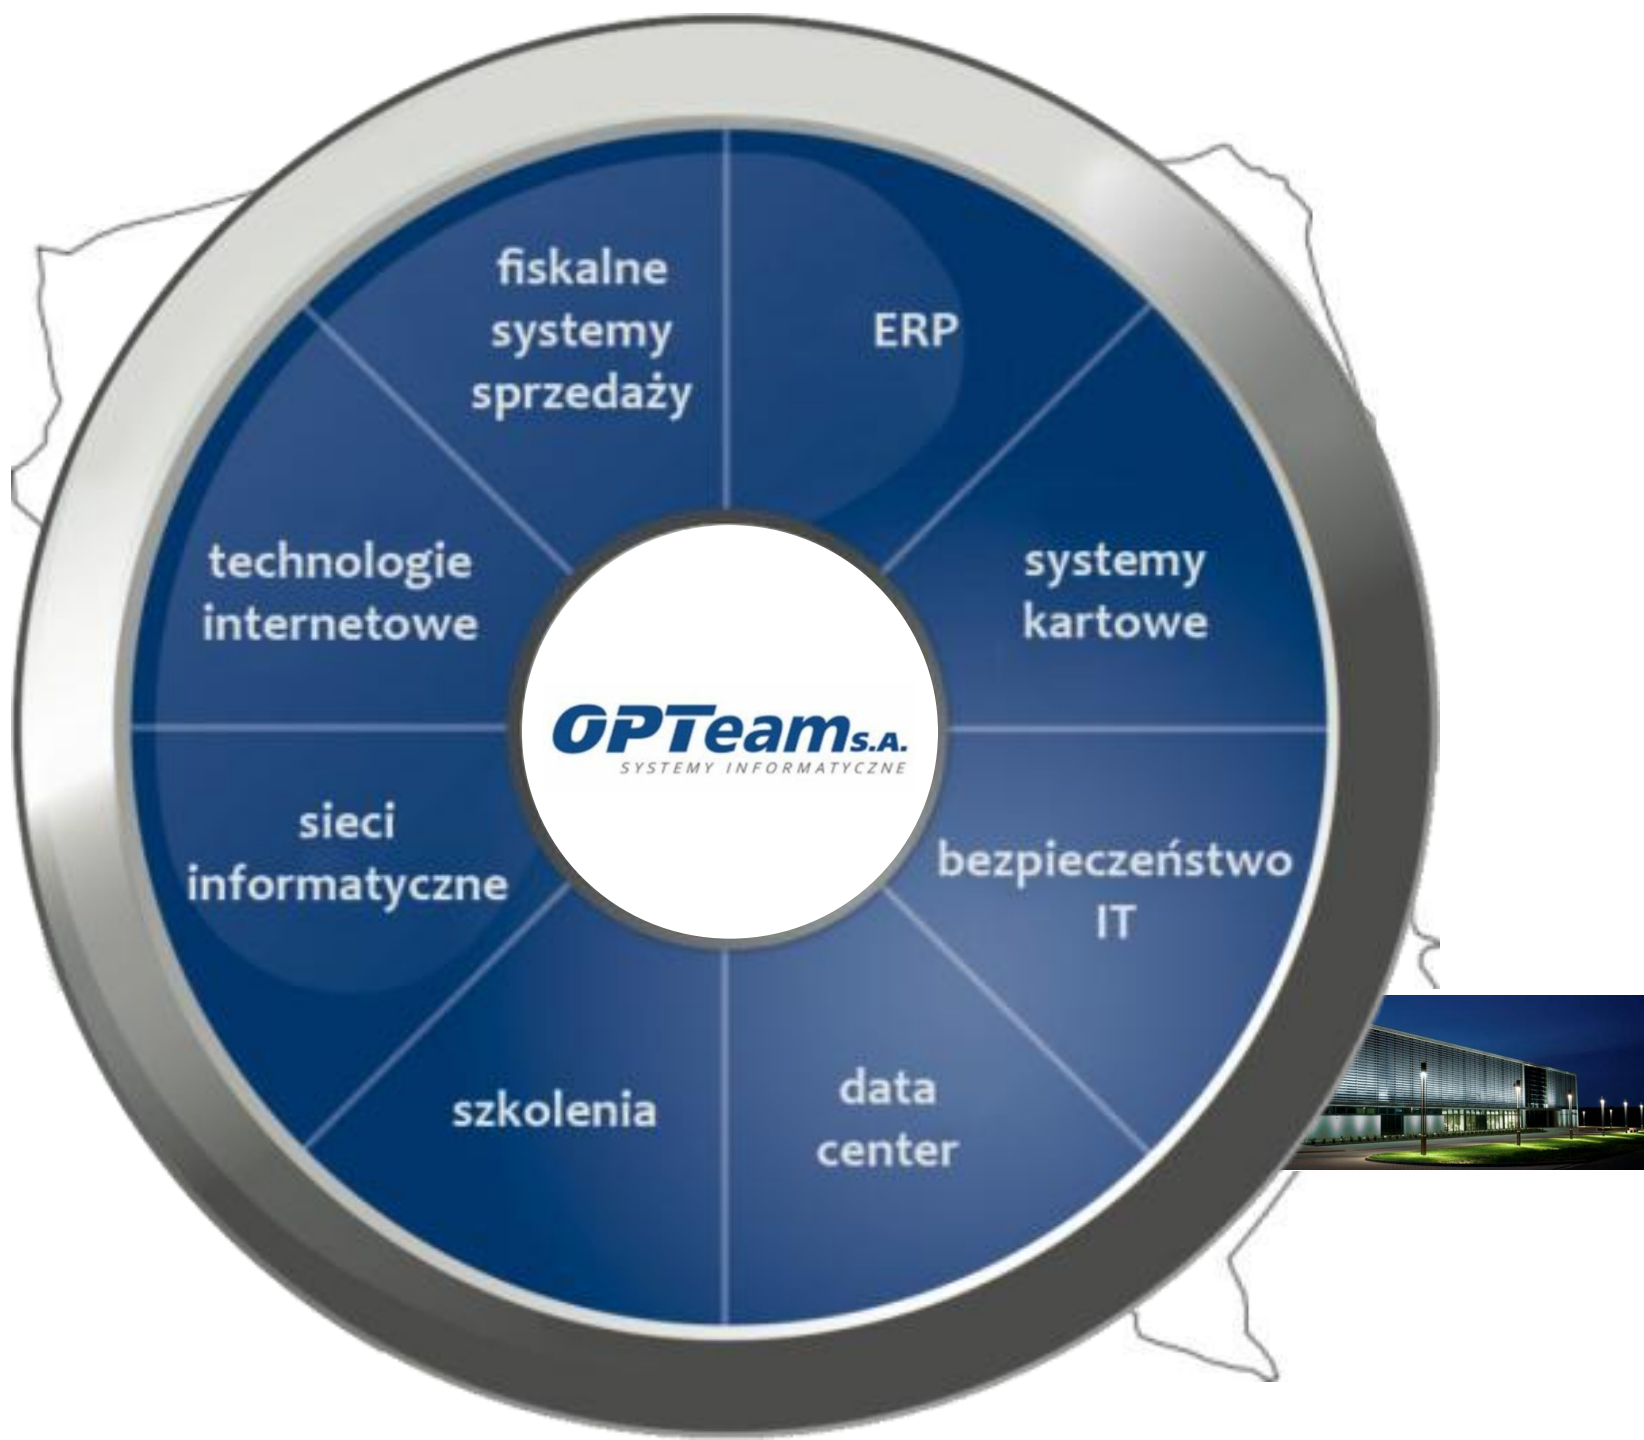 fiskalne
systemy
sprzedaży
ERP
technologie
internetowe
systemy
kartowe
OPTeam S.A.
SYSTEMY INFORMATYCZNE
sieci
informatyczne
bezpieczeństwo
IT
szkolenia
data
center